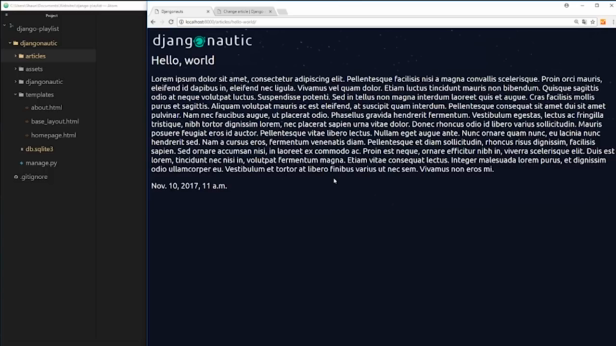 Project
django-playlist
djangonautic
articles
assets
djangonautic
templates
about.html
base_layout.html
homepage.html
db.sqlite3
manage.py
.gitignore
Djangonautic
localhost:8000/articles/hello-world/
djangonautic
Hello, world
Lorem ipsum dolor sit amet, consectetur adipiscing elit. Pellentesque facilisis nisi a magna convallis scelerisque. Proin orci mauris,
eleifend id dapibus in, eleifend nec ligula. Vivamus vel quam dolor. Etiam luctus tincidunt mauris non bibendum. Quisque sagittis
odio at neque volutpat luctus. Suspendisse potenti. Sed in tellus non magna interdum laoreet quis et augue. Cras facilisis mollis
purus et sagittis. Aliquam volutpat mauris ac est eleifend, at suscipit quam interdum. Pellentesque consequat sit amet dui sit amet
pulvinar. Nam tempus faucibus augue, ut placerat odio. Phasellus gravida hendrerit fermentum. Vestibulum egestas, lectus ac fringilla
tristique, nibh tortor dignissim lorem, nec placerat sapien urna vitae dolor. Donec rhoncus odio id libero varius sollicitudin. Mauris
posuere feugiat eros id auctor. Pellentesque vitae libero lectus. Nullam eget augue ante. Nunc ornare quam nunc, eu lacinia nunc
hendrerit sed. Nam a cursus eros, fermentum venenatis diam. Pellentesque a diam sollicitudin, rhoncus risus dignissim, facilisis
sapien. Sed ornare accumsan nisi, in laoreet ex commodo ac. Proin est neque, ornare efficitur nibh in, viverra scelerisque elit. Duis est
lorem, tincidunt nec nisi in, volutpat fermentum magna. Etiam vitae consequat lectus. Integer malesuada lorem purus, et dignissim
odio ullamcorper eu. Vestibulum et tortor at libero finibus varius ut nec sem. Vivamus non eros mi.
Nov. 10, 2017, 11 a.m.